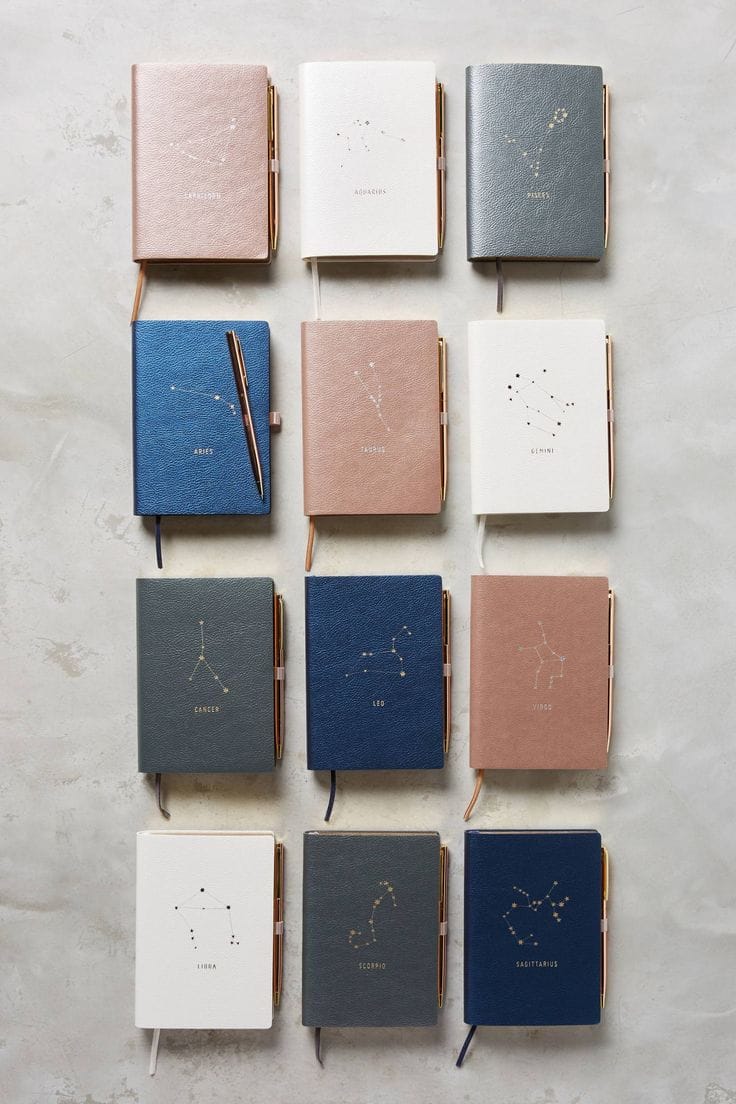 CAPRICORN
AQUARIUS
PISCES
ARIES
TAURUS
GEMINI
CANCER
LEO
VIRGO
LIBRA
SCORPIO
SAGITTARIUS